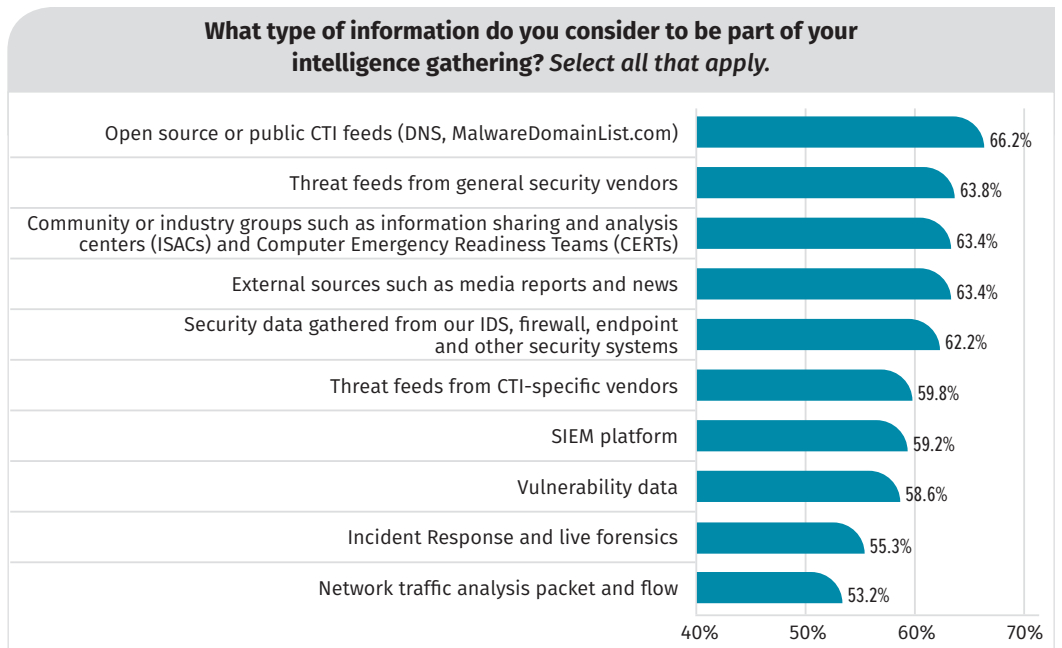 What type of information do you consider to be part of your
intelligence gathering? Select all that apply.
Open source or public CTI feeds (DNS, MalwareDomainList.com)
66.2%
Threat feeds from general security vendors
63.8%
Community or industry groups such as information sharing and analysis
centers (ISACs) and Computer Emergency Readiness Teams (CERTs)
63.4%
External sources such as media reports and news
63.4%
Security data gathered from our IDS, firewall, endpoint
and other security systems
62.2%
Threat feeds from CTI-specific vendors
59.8%
SIEM platform
59.2%
Vulnerability data
58.6%
Incident Response and live forensics
55.3%
Network traffic analysis packet and flow
53.2%
40% 50% 60% 70%